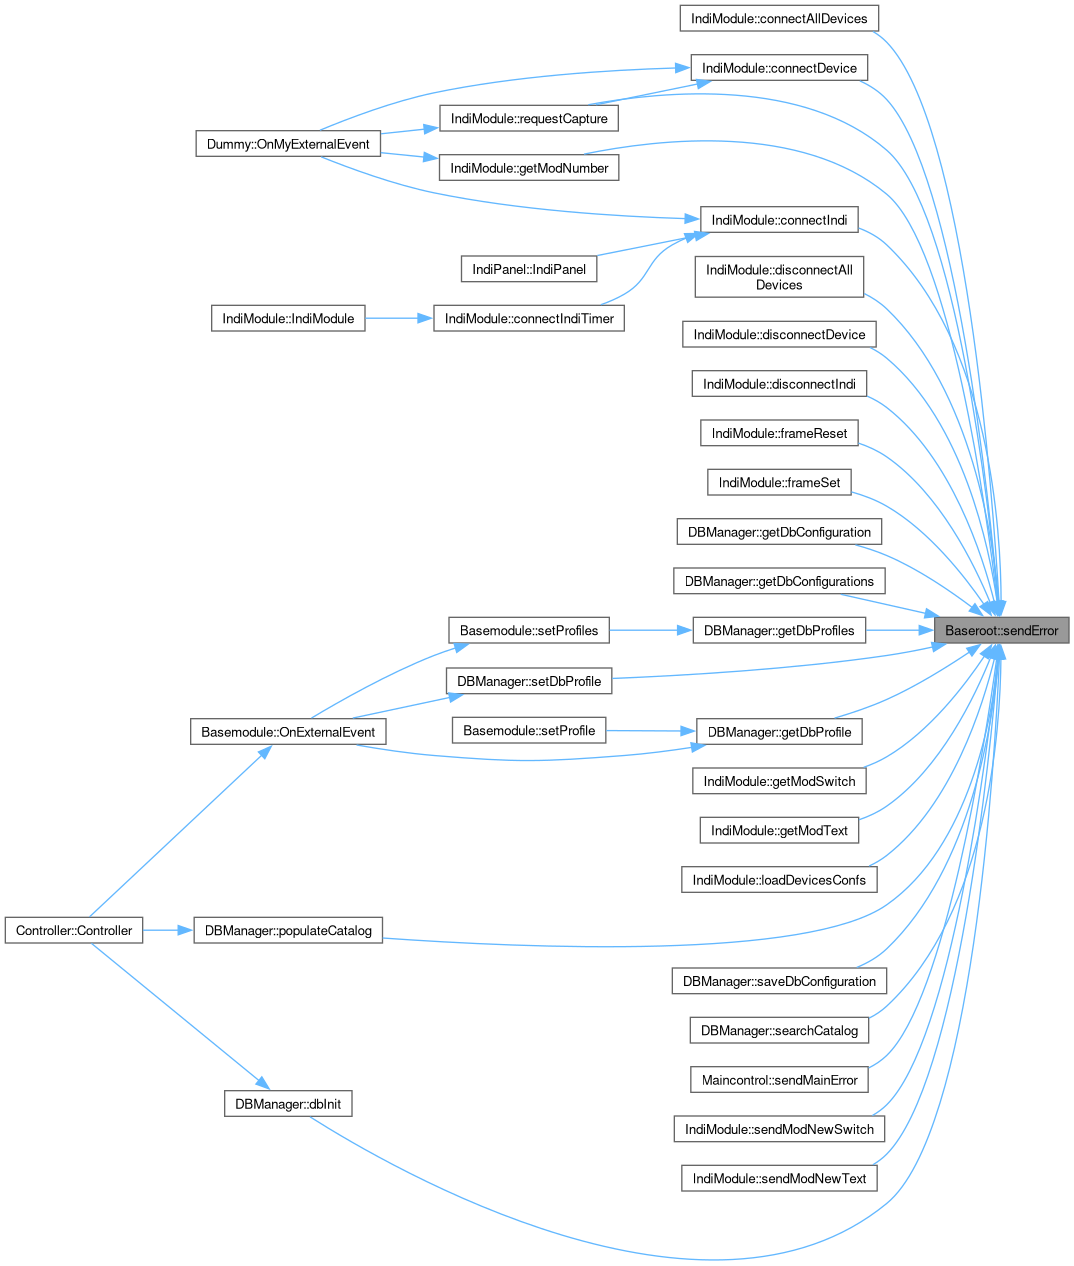 IndiModule::connectAllDevices
IndiModule::connectDevice
IndiModule::requestCapture
Dummy::OnMyExternalEvent
IndiModule::getModNumber
IndiModule::connectIndi
IndiPanel::IndiPanel
IndiModule::disconnectAll
Devices
IndiModule::IndiModule
IndiModule::connectIndiTimer
IndiModule::disconnectDevice
IndiModule::disconnectIndi
IndiModule::frameReset
IndiModule::frameSet
DBManager::getDbConfiguration
DBManager::getDbConfigurations
Basemodule::setProfiles
DBManager::getDbProfiles
Baseroot::sendError
DBManager::setDbProfile
Basemodule::OnExternalEvent
Basemodule::setProfile
DBManager::getDbProfile
IndiModule::getModSwitch
IndiModule::getModText
IndiModule::loadDevicesConfs
Controller::Controller
DBManager::populateCatalog
DBManager::saveDbConfiguration
DBManager::searchCatalog
Maincontrol::sendMainError
DBManager::dbInit
IndiModule::sendModNewSwitch
IndiModule::sendModNewText